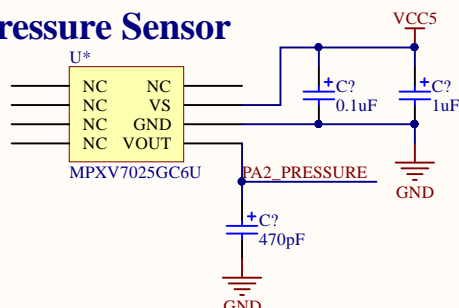 ressure Sensor
VCC5
U*
NC NC
NC VS
NC GND
NC VOUT
MPXV7025GC6U
C?
0.1uF
C?
1uF
GND
PA2_PRESSURE
C?
470pF
GND